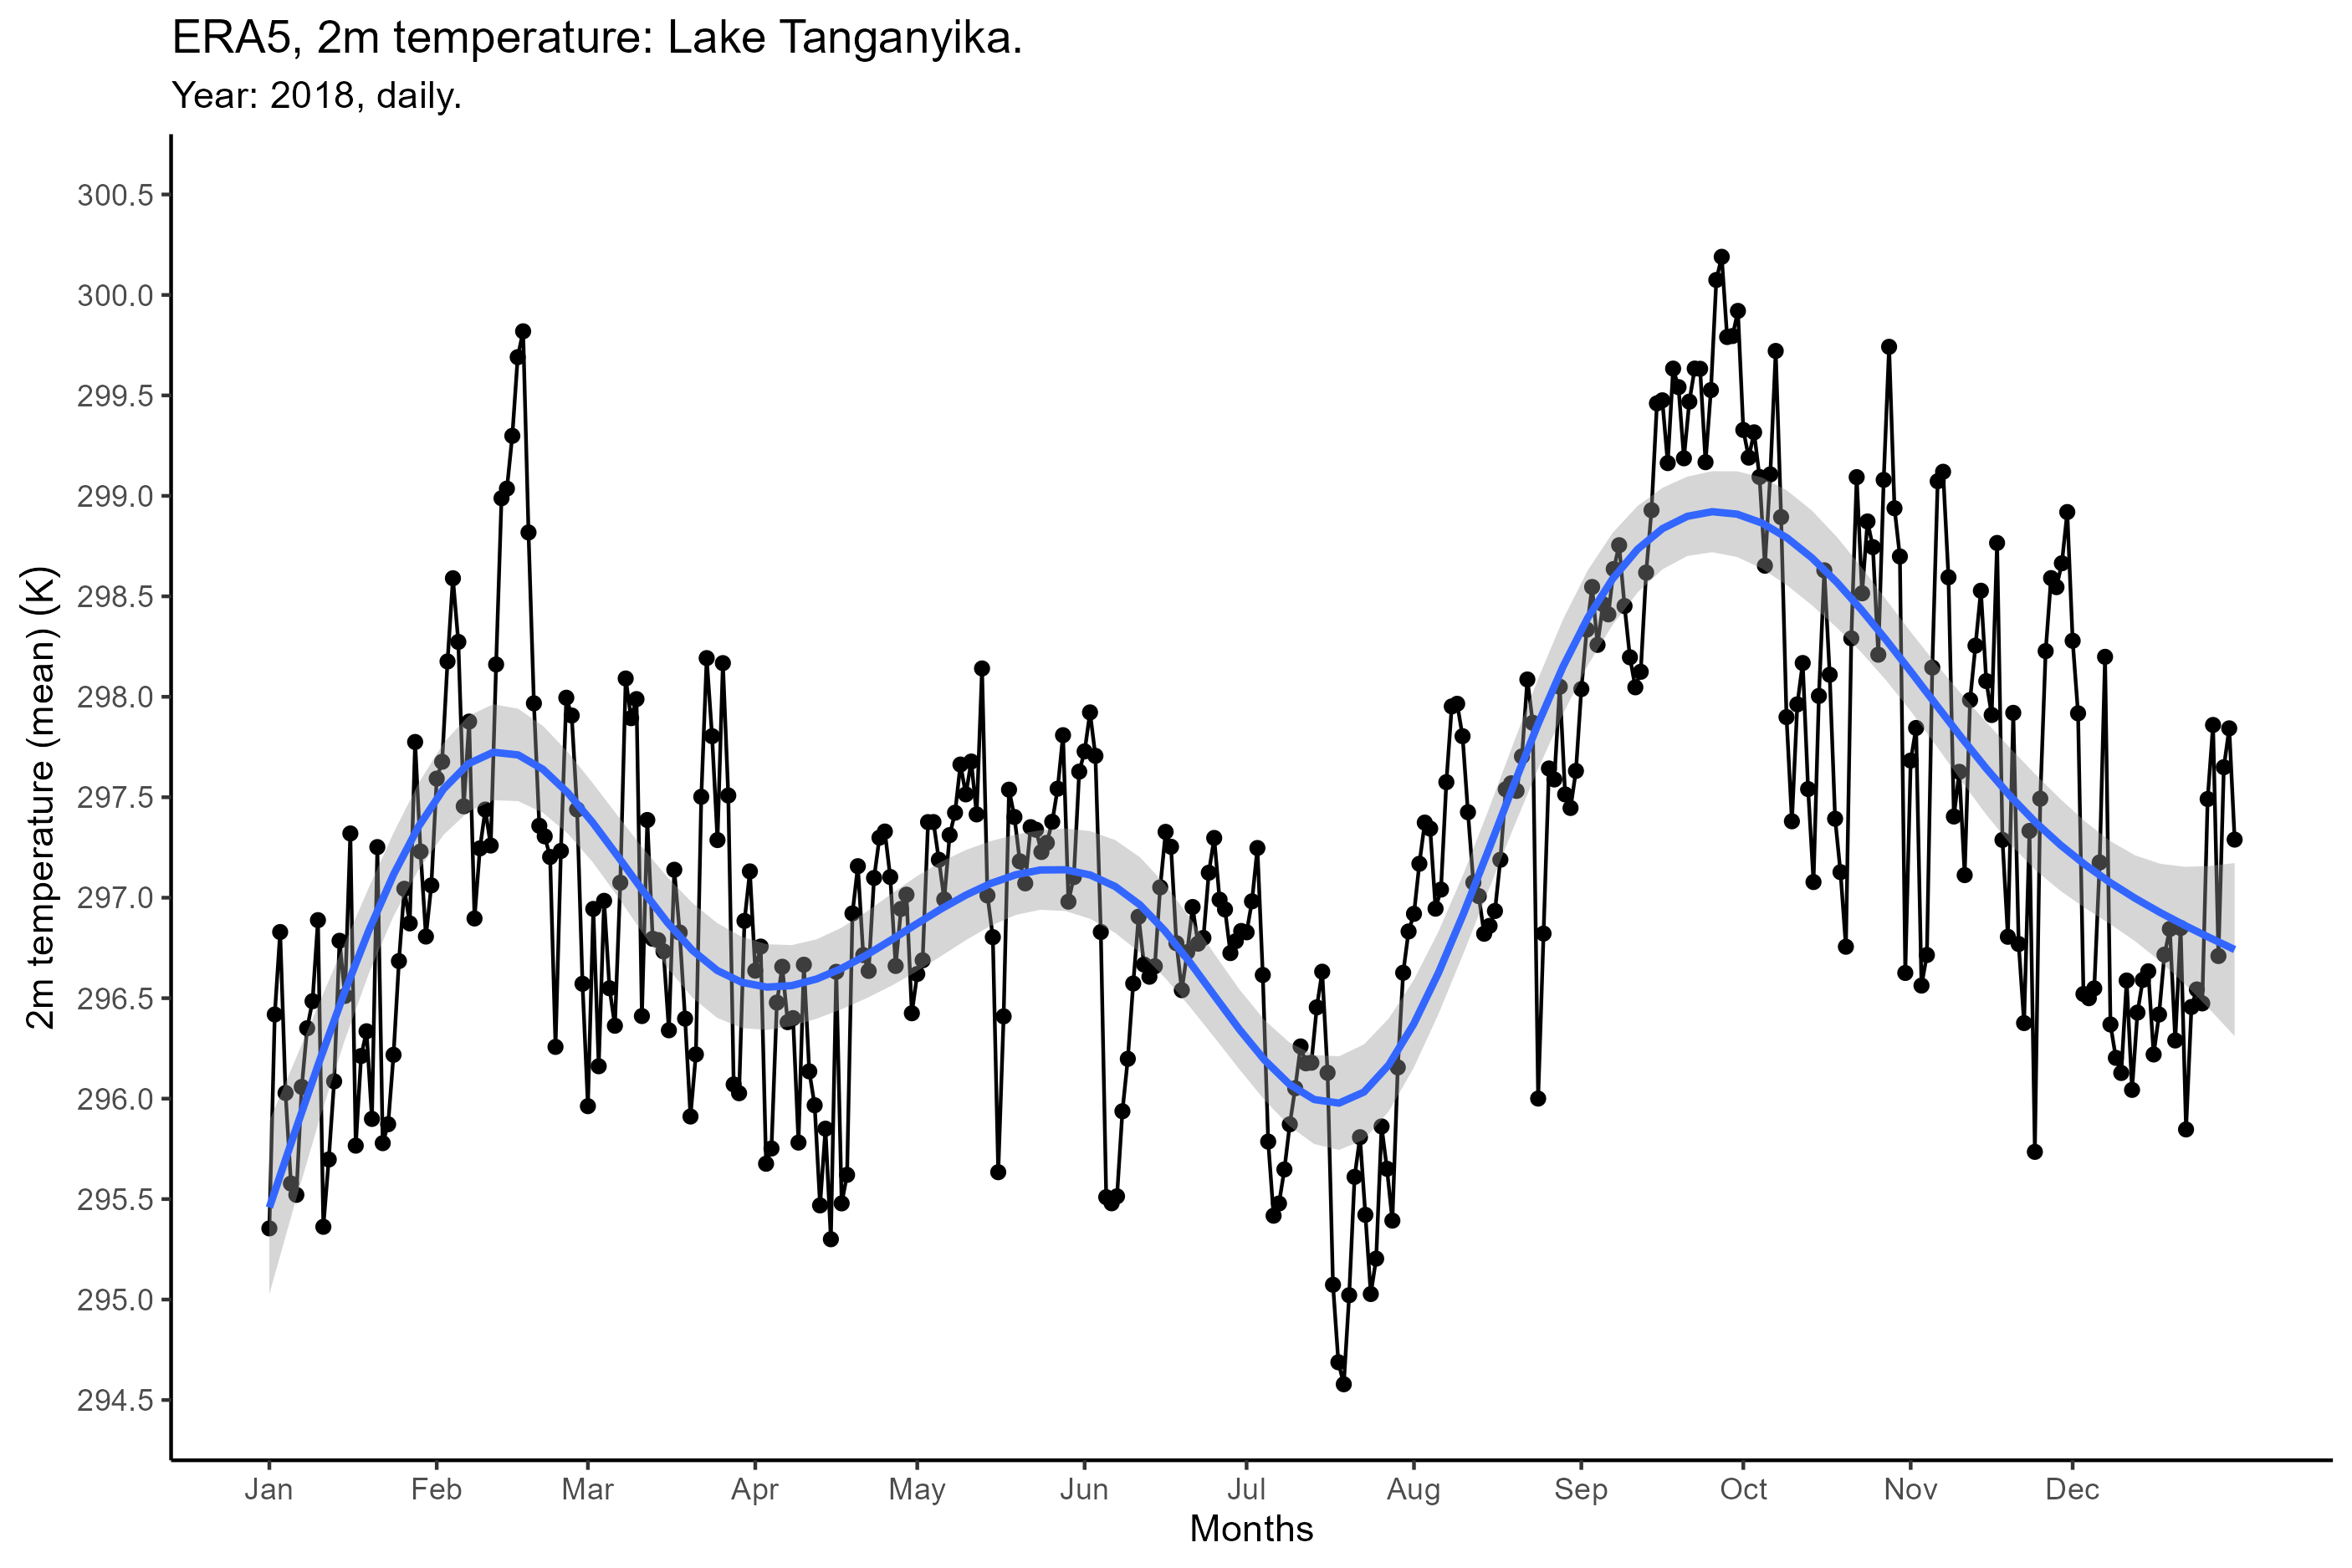 ERA5, 2m temperature: Lake Tanganyika.
Year: 2018, daily.
2m temperature (mean) (K)
300.5
300.0
299.5
299.0
298.5
298.0
297.5
297.0
296.5
296.0
295.5
295.0
294.5
Jan Feb Mar Apr May Jun Jul Aug Sep Oct Nov Dec
Months